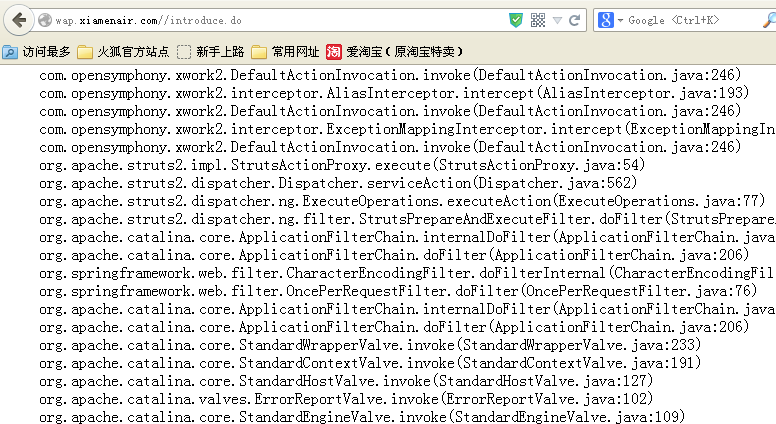 wap.xiamenair.com//introduce.do
Google <Ctrl+K>
访问最多 火狐官方站点 新手上路 常用网址 淘 爱淘宝（原淘宝特卖）
com.opensymphony.xwork2.DefaultActionInvocation.invoke(DefaultActionInvocation.java:246)
com.opensymphony.xwork2.interceptor.AliasInterceptor.intercept(AliasInterceptor.java:193)
com.opensymphony.xwork2.DefaultActionInvocation.invoke(DefaultActionInvocation.java:246)
com.opensymphony.xwork2.interceptor.ExceptionMappingInterceptor.intercept(ExceptionMappingIn
com.opensymphony.xwork2.DefaultActionInvocation.invoke(DefaultActionInvocation.java:246)
org.apache.struts2.impl.StrutsActionProxy.execute(StrutsActionProxy.java:54)
org.apache.struts2.dispatcher.Dispatcher.serviceAction(Dispatcher.java:562)
org.apache.struts2.dispatcher.ng.ExecuteOperations.executeAction(ExecuteOperations.java:77)
org.apache.struts2.dispatcher.ng.filter.StrutsPrepareAndExecuteFilter.doFilter(StrutsPrepare
org.apache.catalina.core.ApplicationFilterChain.internalDoFilter(ApplicationFilterChain.java
org.apache.catalina.core.ApplicationFilterChain.doFilter(ApplicationFilterChain.java:206)
org.springframework.web.filter.CharacterEncodingFilter.doFilterInternal(CharacterEncodingFil
org.springframework.web.filter.OncePerRequestFilter.doFilter(OncePerRequestFilter.java:76)
org.apache.catalina.core.ApplicationFilterChain.internalDoFilter(ApplicationFilterChain.java
org.apache.catalina.core.ApplicationFilterChain.doFilter(ApplicationFilterChain.java:206)
org.apache.catalina.core.StandardWrapperValve.invoke(StandardWrapperValve.java:233)
org.apache.catalina.core.StandardContextValve.invoke(StandardContextValve.java:191)
org.apache.catalina.core.StandardHostValve.invoke(StandardHostValve.java:127)
org.apache.catalina.valves.ErrorReportValve.invoke(ErrorReportValve.java:102)
org.apache.catalina.core.StandardEngineValve.invoke(StandardEngineValve.java:109)